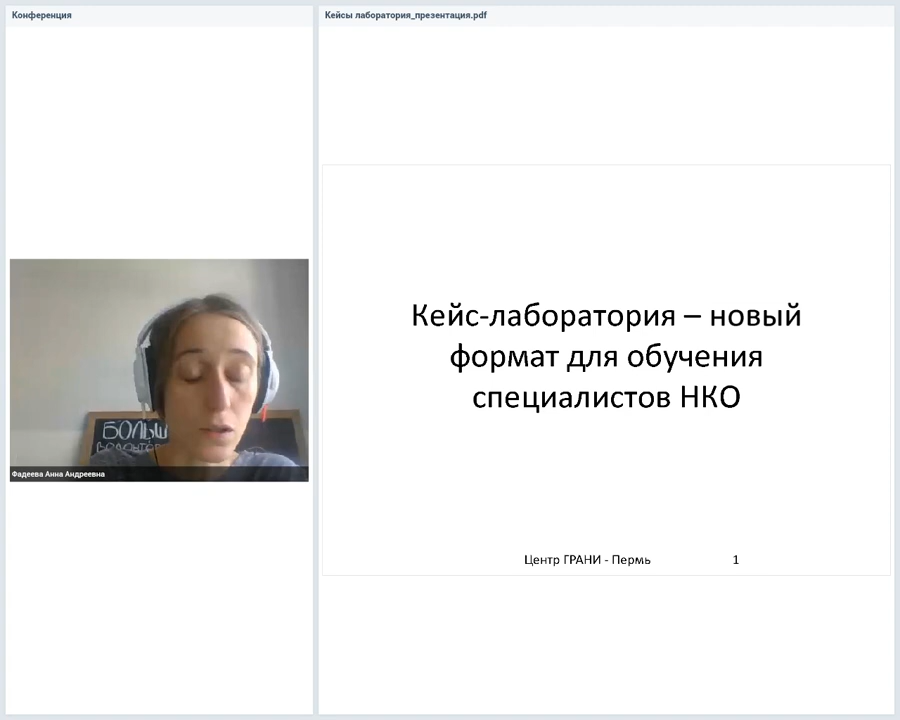 Конференция
Кейсы лаборатория_презентация.pdf
Кейс-лаборатория – новый
формат для обучения
специалистов НКО
БОЛЬШ
Фадеева Анна Андреевна
Центр ГРАНИ - Пермь 1